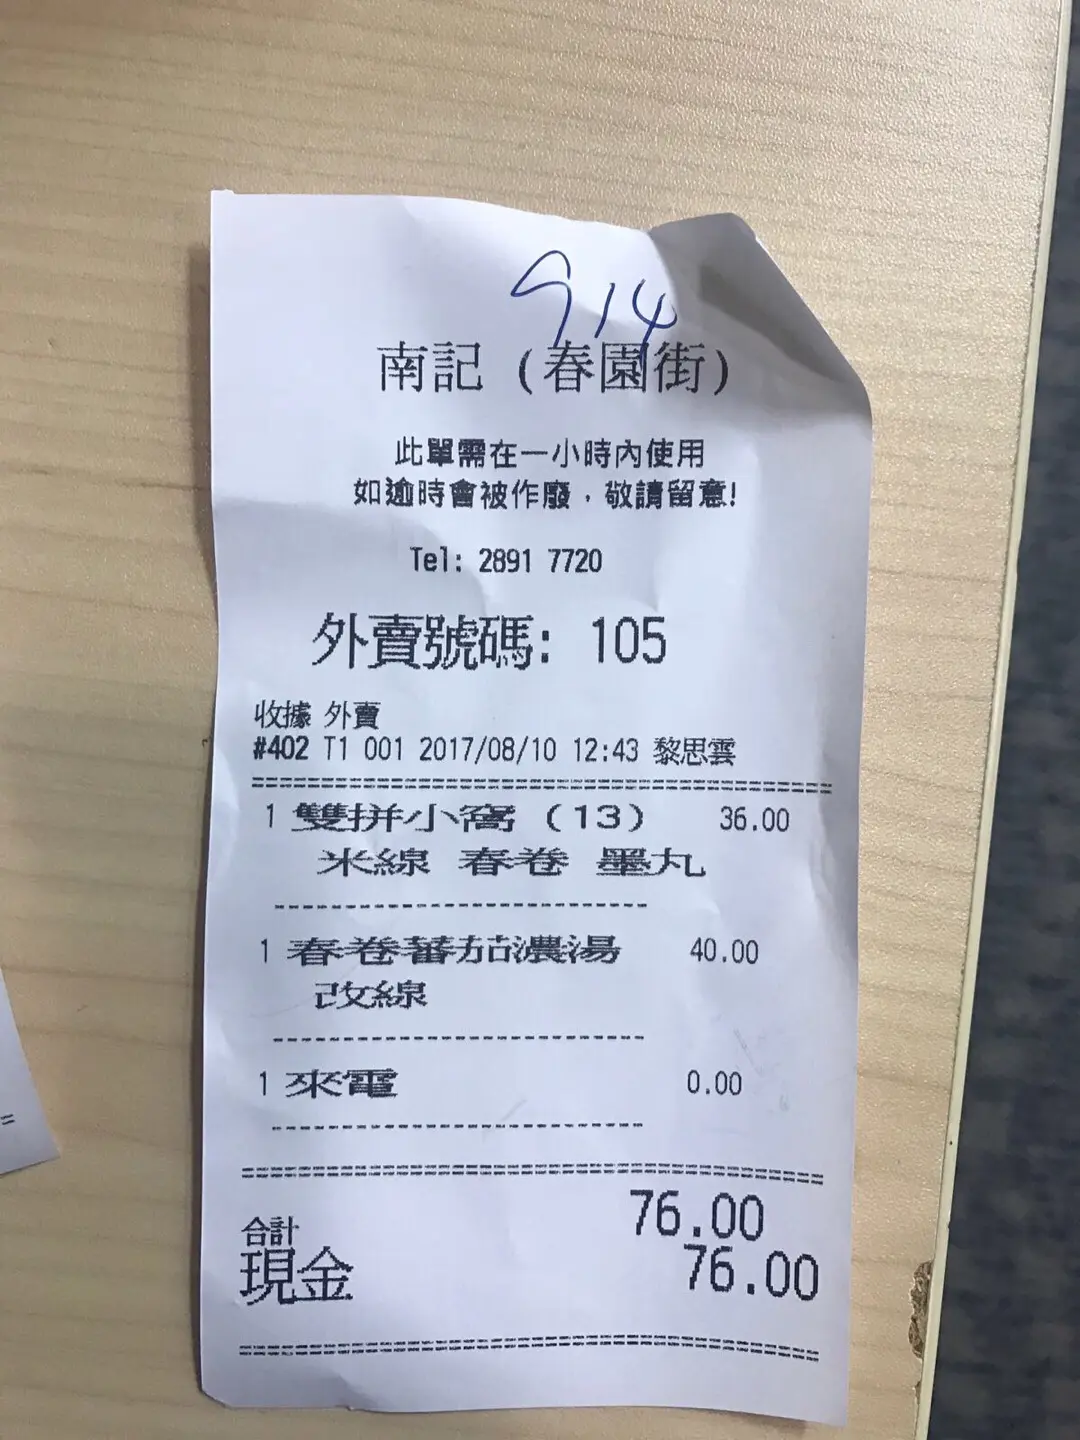 914
南記 (春園街)
此單需在一小時內使用
如逾時會被作廢，敬請留意!
Tel: 2891 7720
外賣號碼: 105
收據 外賣
#402 T1 001 2017/08/10 12:43 黎思雲
1 雙拼小窩 (13) 36.00
米線 春卷 墨丸
1 春卷蕃茄濃湯 40.00
改線
1 來電 0.00
合計 76.00
現金 76.00